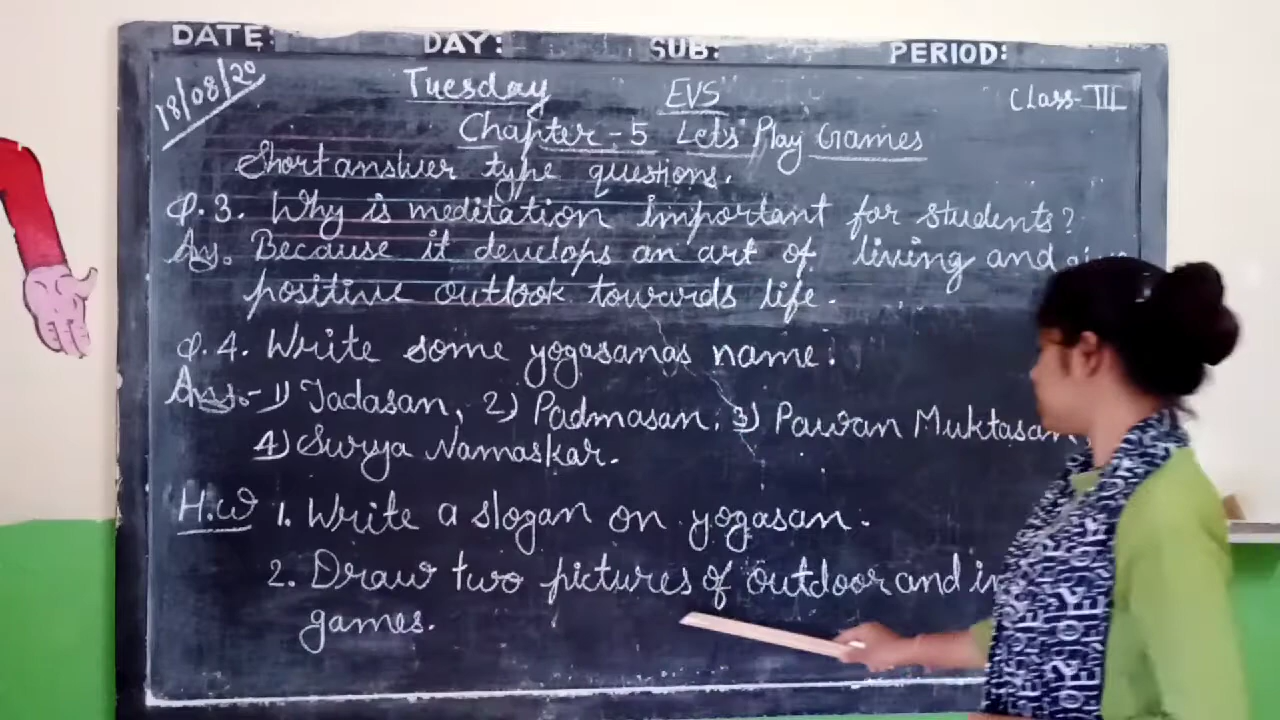 DATE: DAY: SUB: PERIOD:
18/08/20 Tuesday EVS Class-III
Chapter-5 Let's Play Games
Short answer type questions.
Q.3. Why is meditation important for students?
Ans. Because it develops an art of living and
positive outlook towards life.
Q.4. Write some yogasanas name.
Ans.-1) Tadasan, 2) Padmasan. 3) Pawan Muktasan
4) Surya Namaskar.
H.W 1. Write a slogan on yogasan.
2. Draw two pictures of outdoor and
games.